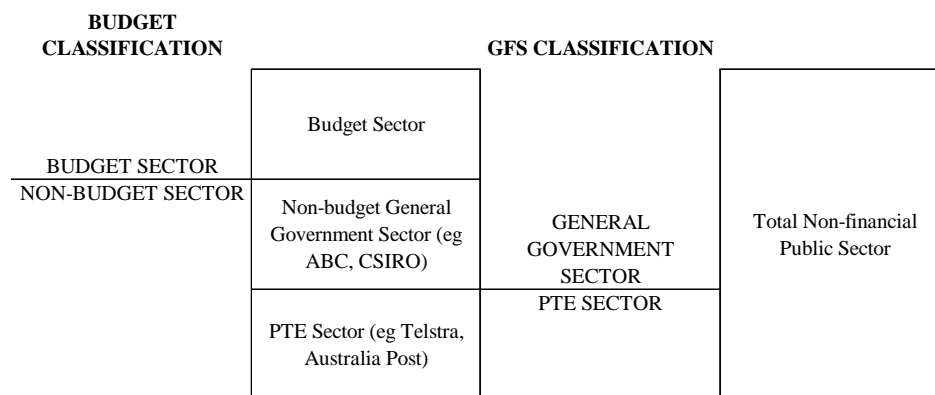 BUDGET
CLASSIFICATION
GFS CLASSIFICATION
Budget Sector
BUDGET SECTOR
NON-BUDGET SECTOR
Non-budget General
Government Sector (eg
ABC, CSIRO)
GENERAL
GOVERNMENT
SECTOR
Total Non-financial
Public Sector
PTE SECTOR
PTE Sector (eg Telstra,
Australia Post)